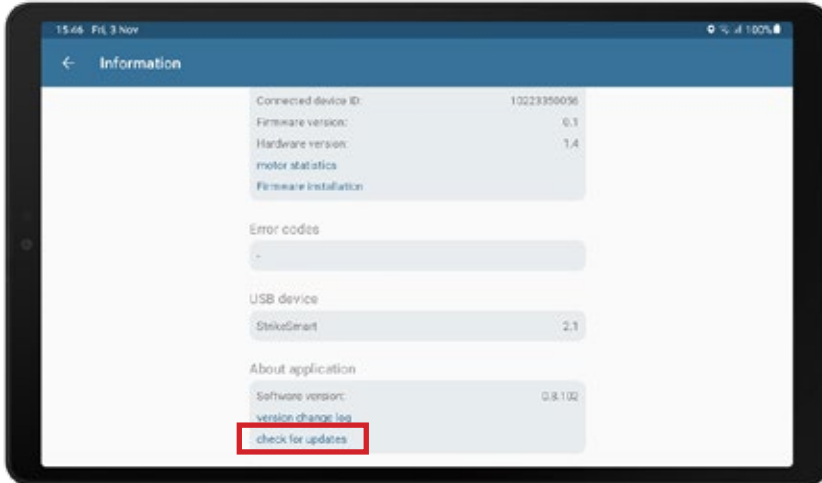 15:46 Fri, 3 Nov 100%
← Information
Connected device ID: 10223350056
Firmware version: 0.1
Hardware version: 1.4
motor statistics
Firmware installation
Error codes
-
USB device
StrikeSmart 2.1
About application
Software version: 0.8.102
version change log
check for updates